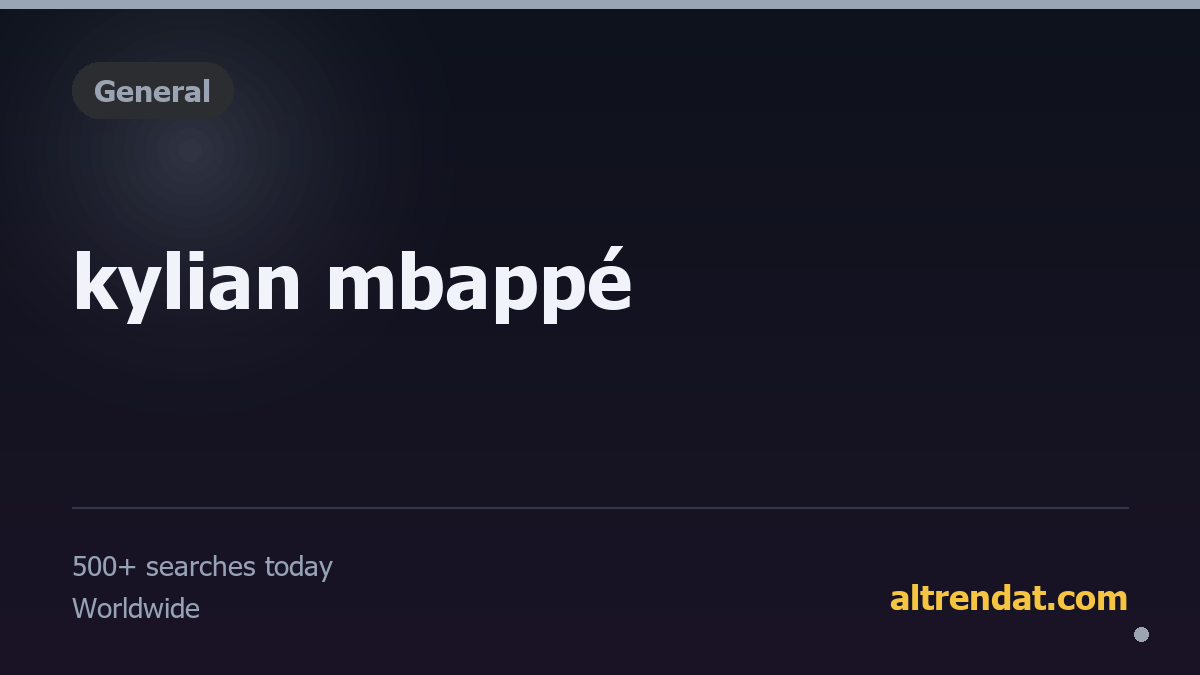 General
kylian mbappé
500+ searches today
Worldwide
altrendat.com